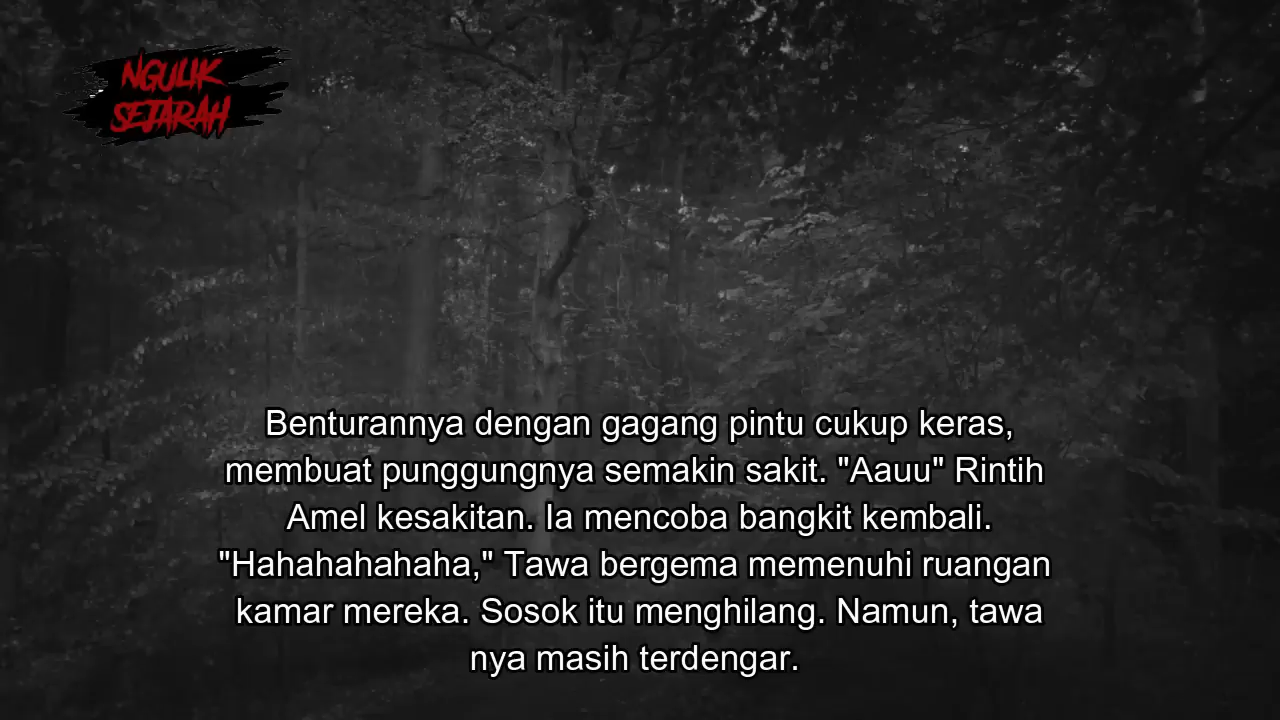 NGULIK
SEJARAH
Benturannya dengan gagang pintu cukup keras,
membuat punggungnya semakin sakit. "Aauu" Rintih
Amel kesakitan. Ia mencoba bangkit kembali.
"Hahahahahaha," Tawa bergema memenuhi ruangan
kamar mereka. Sosok itu menghilang. Namun, tawa
nya masih terdengar.